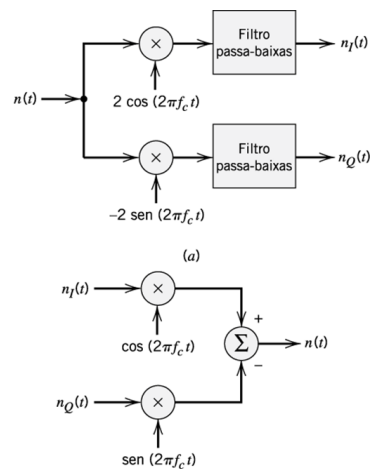 Filtro
passa-baixas
n_I(t)
n(t)
2 cos (2πf_c t)
Filtro
passa-baixas
n_Q(t)
−2 sen (2πf_c t)
(a)
n_I(t)
+
cos (2πf_c t)
Σ
n(t)
−
n_Q(t)
sen (2πf_c t)